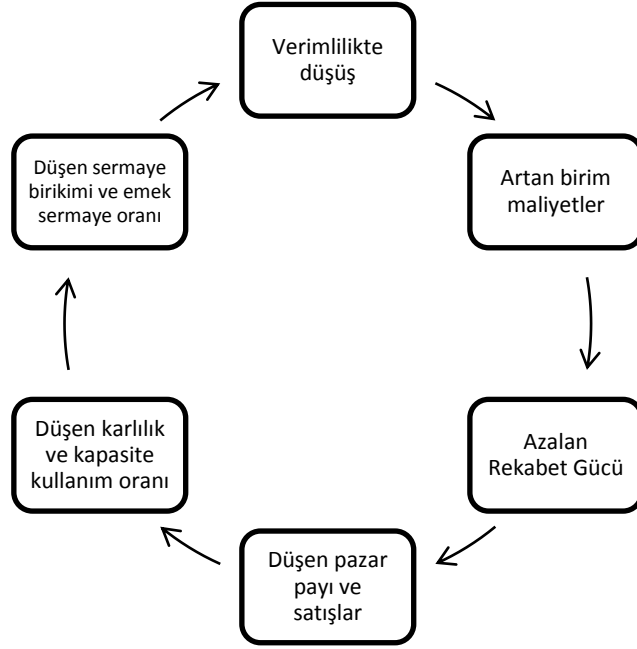 Verimlilikte
düşüş
Artan birim
maliyetler
Azalan
Rekabet Gücü
Düşen pazar
payı ve
satışlar
Düşen karlılık
ve kapasite
kullanım oranı
Düşen sermaye
birikimi ve emek
sermaye oranı